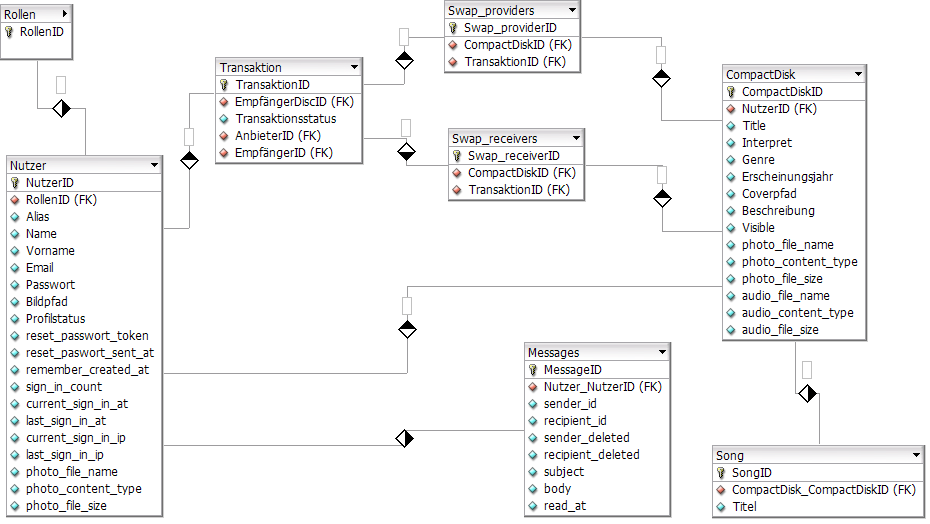 Rollen
RollenID
Nutzer
NutzerID
RollenID (FK)
Alias
Name
Vorname
Email
Passwort
Bildpfad
Profilstatus
reset_passwort_token
reset_paswort_sent_at
remember_created_at
sign_in_count
current_sign_in_at
last_sign_in_at
current_sign_in_ip
last_sign_in_ip
photo_file_name
photo_content_type
photo_file_size
Transaktion
TransaktionID
EmpfängerDiscID (FK)
Transaktionsstatus
AnbieterID (FK)
EmpfängerID (FK)
Swap_providers
Swap_providerID
CompactDiskID (FK)
TransaktionID (FK)
Swap_receivers
Swap_receiverID
CompactDiskID (FK)
TransaktionID (FK)
CompactDisk
CompactDiskID
NutzerID (FK)
Title
Interpret
Genre
Erscheinungsjahr
Coverpfad
Beschreibung
Visible
photo_file_name
photo_content_type
photo_file_size
audio_file_name
audio_content_type
audio_file_size
Messages
MessageID
Nutzer_NutzerID (FK)
sender_id
recipient_id
sender_deleted
recipient_deleted
subject
body
read_at
Song
SongID
CompactDisk_CompactDiskID (FK)
Titel